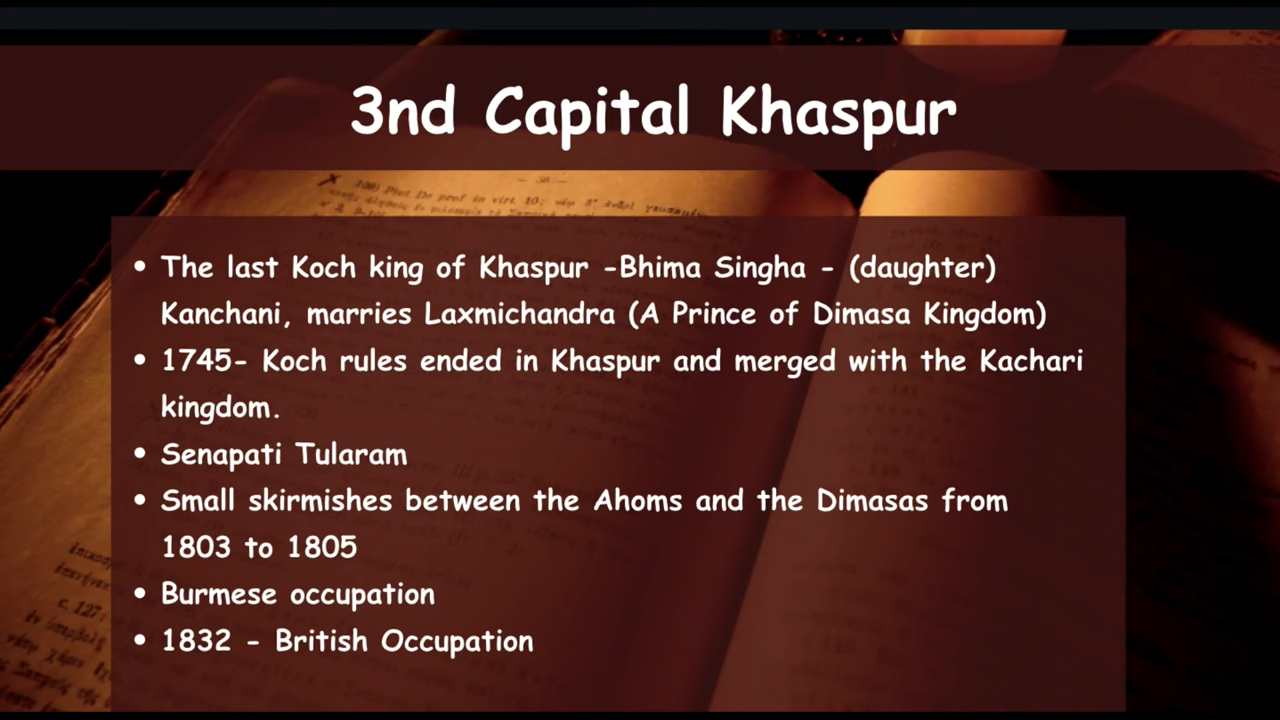 3nd Capital Khaspur
• The last Koch king of Khaspur -Bhima Singha - (daughter)
Kanchani, marries Laxmichandra (A Prince of Dimasa Kingdom)
• 1745- Koch rules ended in Khaspur and merged with the Kachari
kingdom.
• Senapati Tularam
• Small skirmishes between the Ahoms and the Dimasas from
1803 to 1805
• Burmese occupation
• 1832 - British Occupation